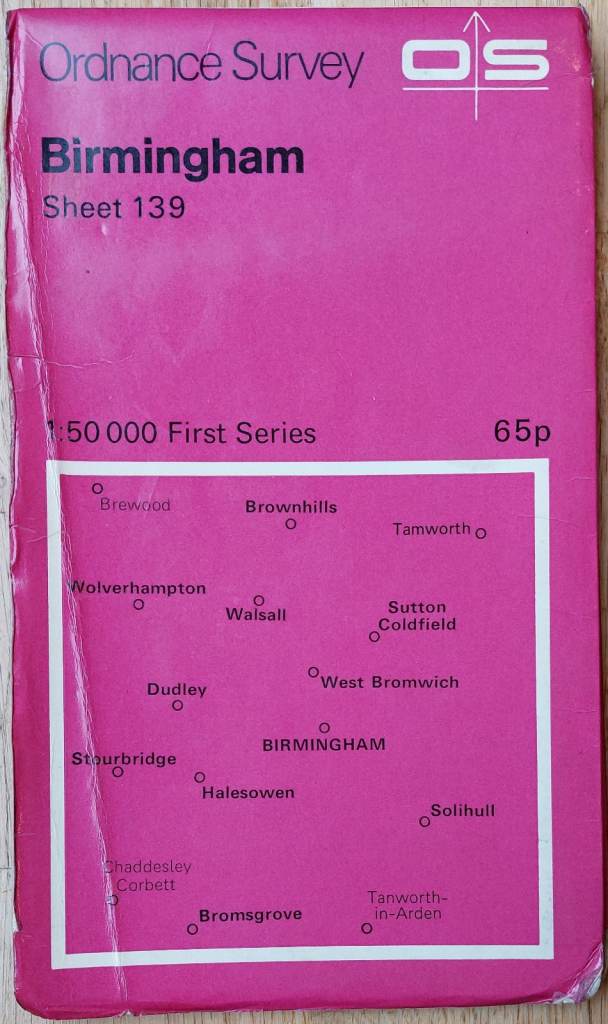 Ordnance Survey OS
Birmingham
Sheet 139
1:50 000 First Series 65p
Brewood
Brownhills
Tamworth
Wolverhampton
Walsall
Sutton
Coldfield
West Bromwich
Dudley
BIRMINGHAM
Stourbridge
Halesowen
Solihull
Chaddesley
Corbett
Tanworth-
in-Arden
Bromsgrove